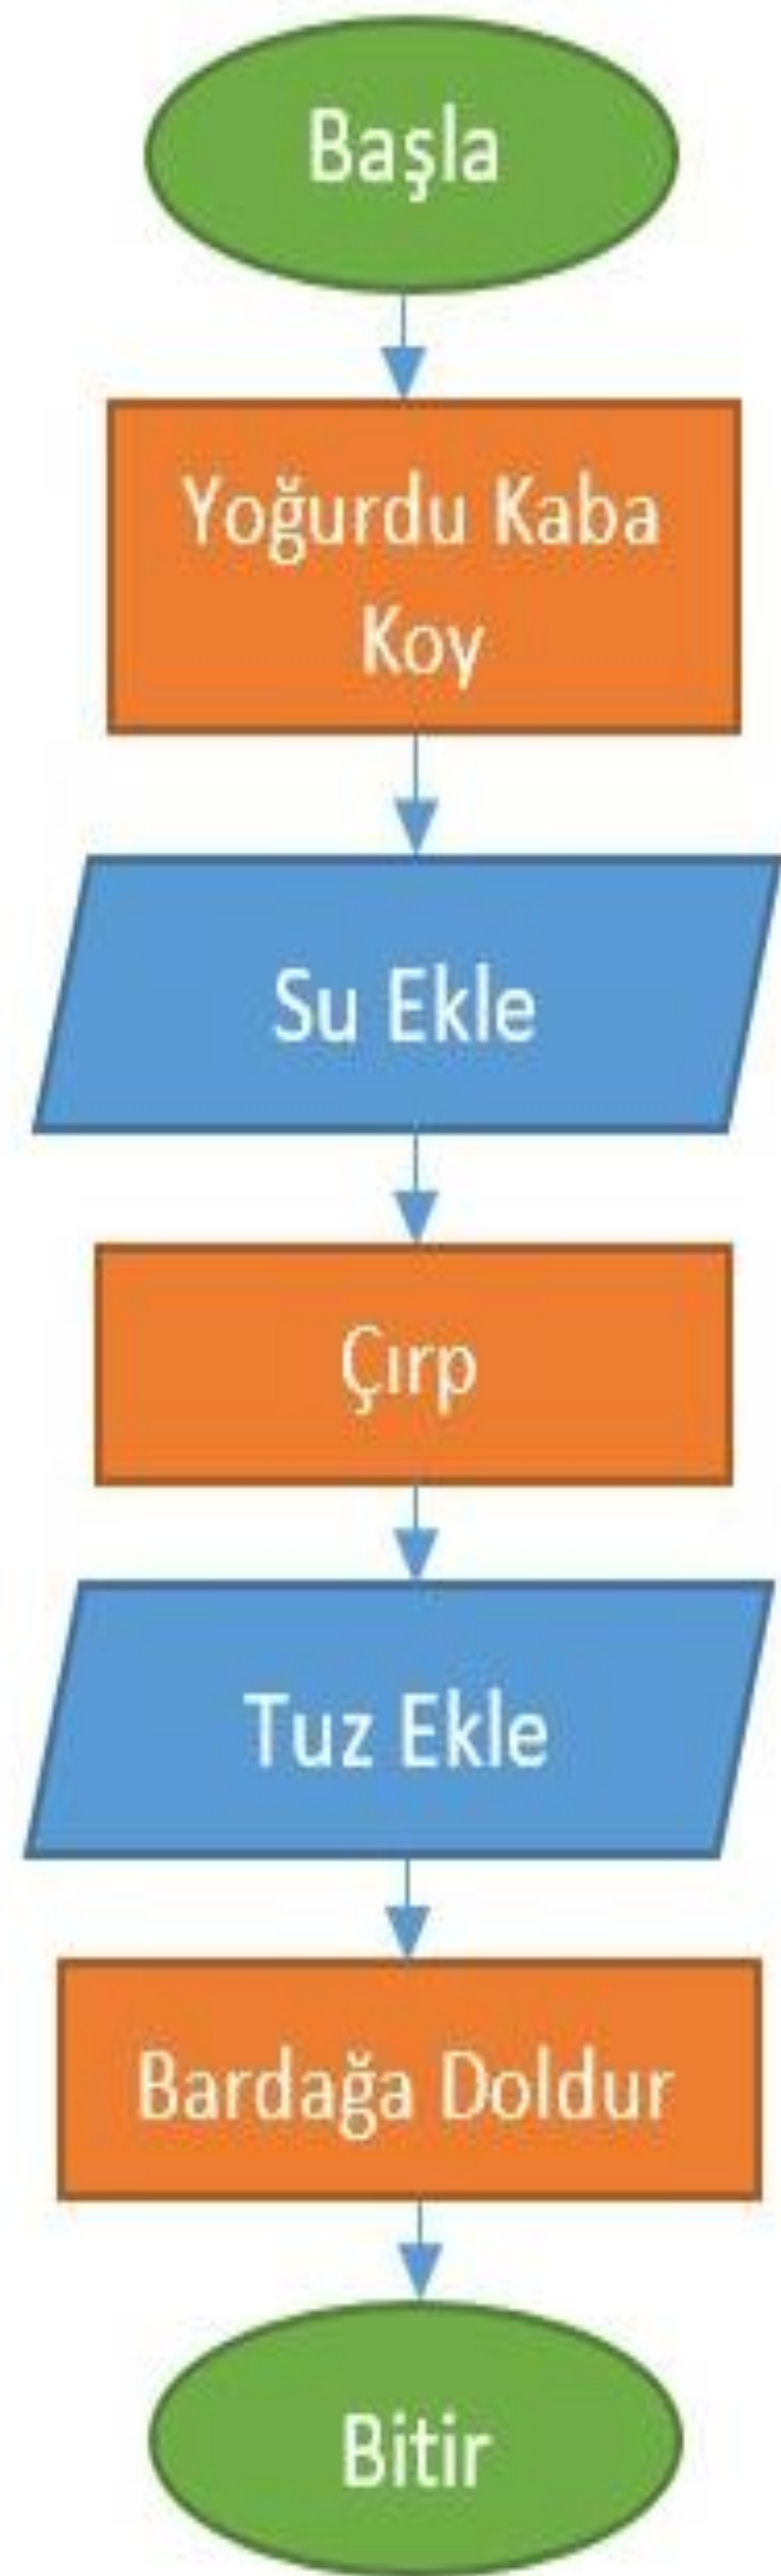 Başla
Yoğurdu Kaba
Koy
Su Ekle
Çırp
Tuz Ekle
Bardağa Doldur
Bitir